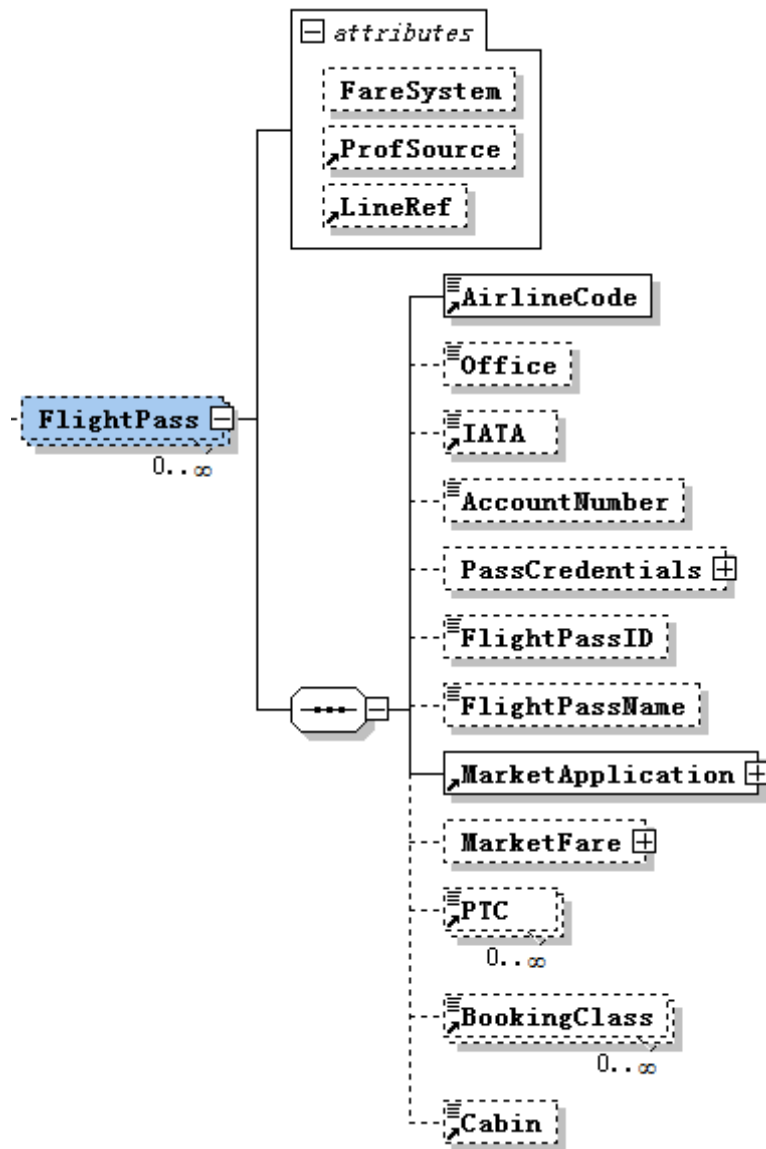 attributes
FareSystem
ProfSource
LineRef
AirlineCode
Office
FlightPass
0..∞
IATA
AccountNumber
PassCredentials
FlightPassID
FlightPassName
MarketApplication
MarketFare
PTC
0..∞
BookingClass
0..∞
Cabin